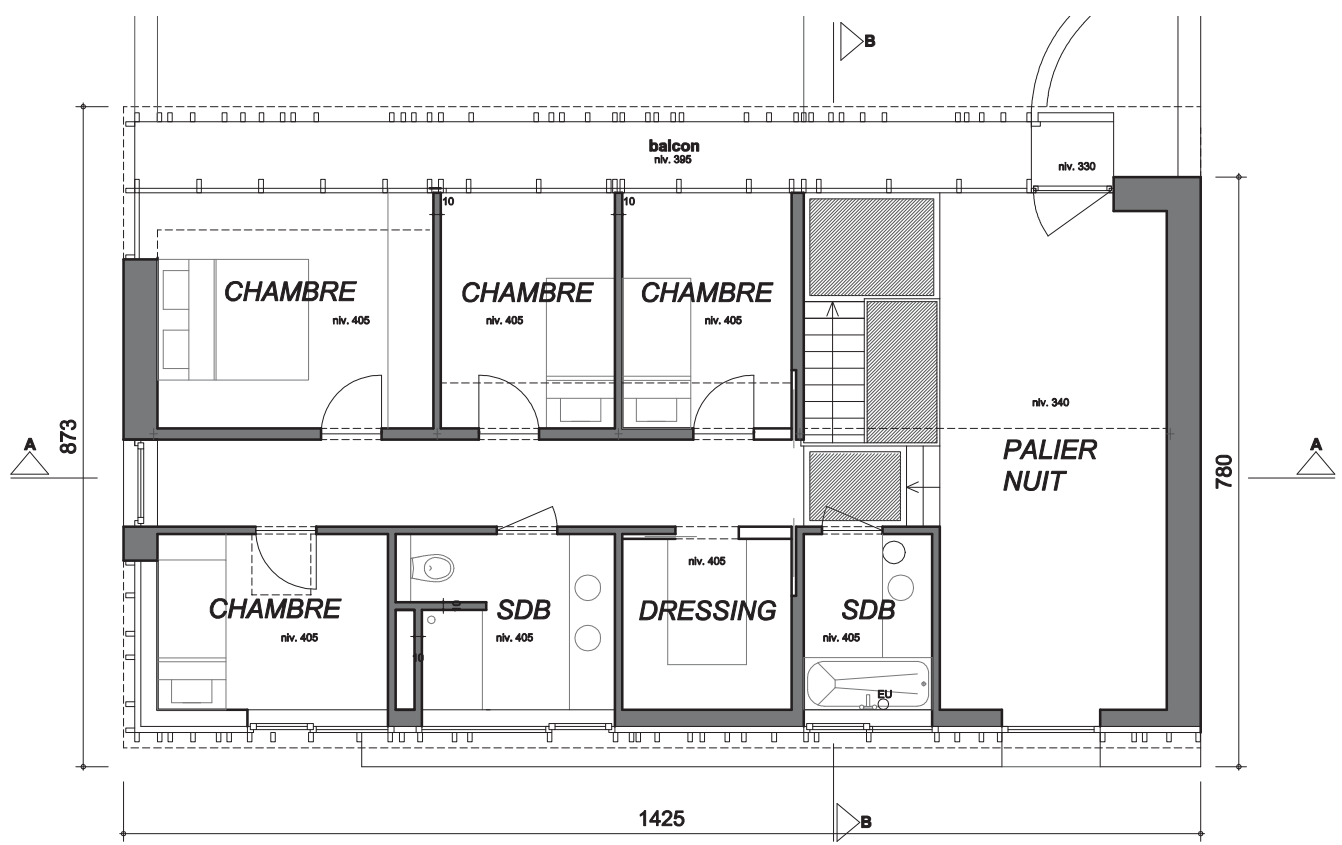 B
balcon
niv. 395
niv. 330
10
10
CHAMBRE
niv. 405
CHAMBRE
niv. 405
CHAMBRE
niv. 405
niv. 340
PALIER
NUIT
A
873
A
780
niv. 405
CHAMBRE
niv. 405
10
SDB
niv. 405
10
DRESSING
SDB
niv. 405
EU
1425
B